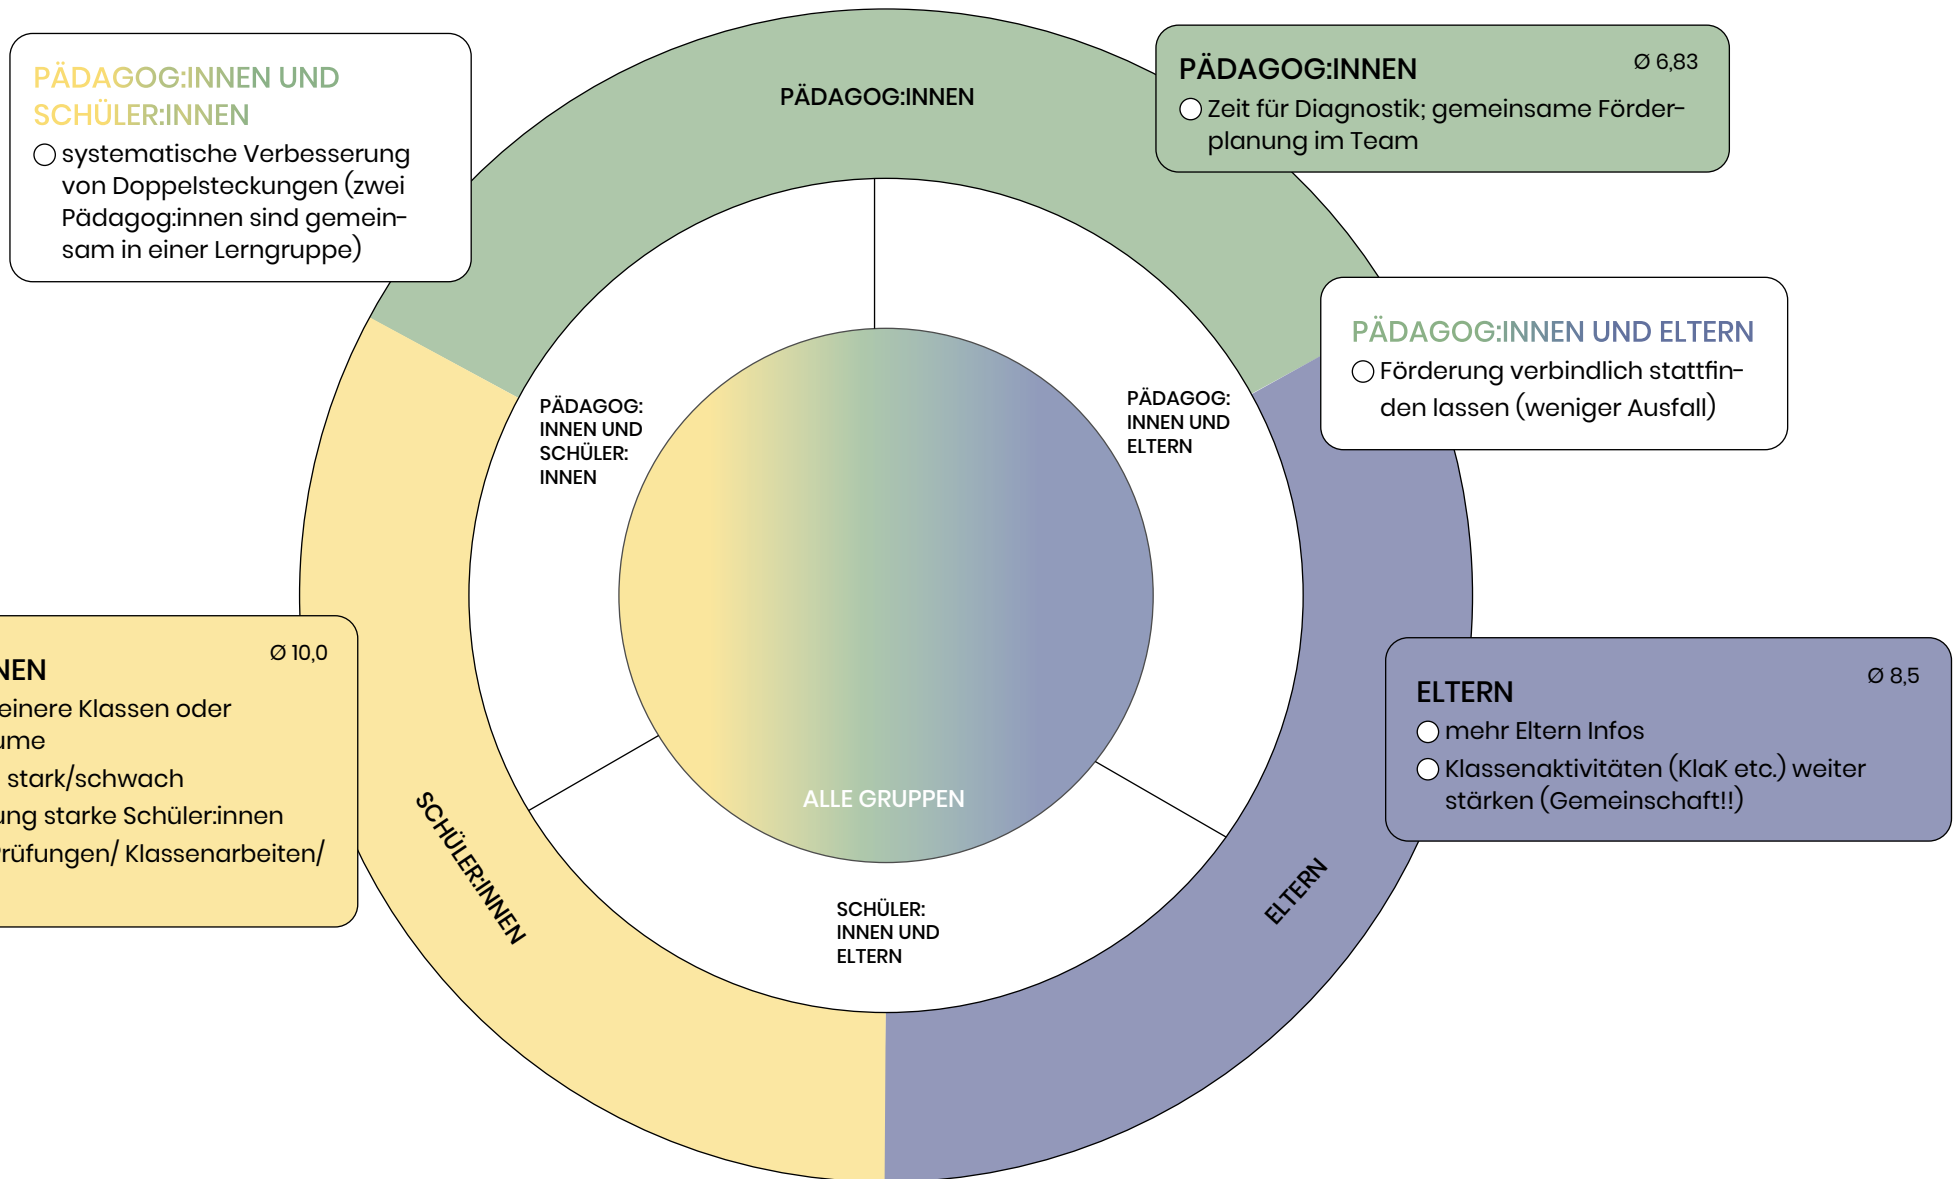 PÄDAGOG:INNEN UND
SCHÜLER:INNEN
systematische Verbesserung
von Doppelsteckungen (zwei
Pädagog:innen sind gemein-
sam in einer Lerngruppe)
PÄDAGOG:INNEN
PÄDAGOG:INNEN
Ø 6,83
Zeit für Diagnostik; gemeinsame Förder-
planung im Team
PÄDAGOG:INNEN UND ELTERN
Förderung verbindlich stattfin-
den lassen (weniger Ausfall)
PÄDAGOG:
INNEN UND
SCHÜLER:
INNEN
PÄDAGOG:
INNEN UND
ELTERN
Ø 10,0
NEN
einere Klassen oder
ume
stark/schwach
ung starke Schüler:innen
Prüfungen/ Klassenarbeiten/
ELTERN
Ø 8,5
mehr Eltern Infos
Klassenaktivitäten (KlaK etc.) weiter
stärken (Gemeinschaft!!)
ALLE GRUPPEN
SCHÜLER:INNEN
ELTERN
SCHÜLER:
INNEN UND
ELTERN